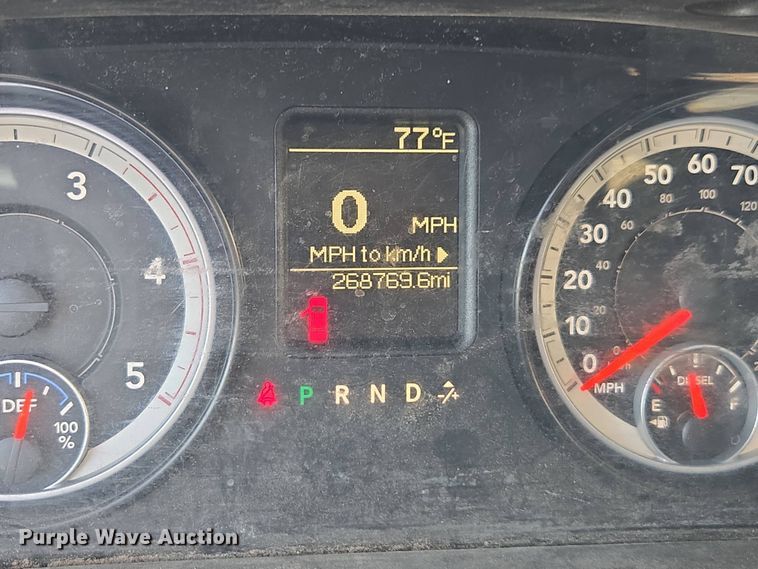 77°F
0 MPH
MPH to km/h
268769.6mi
P R N D -/+
3
4
5
DEF
100
%
0 10 20 30 40 50 60 70
20 40 60 80 100 120
MPH
DIESEL
E F
Purple Wave Auction